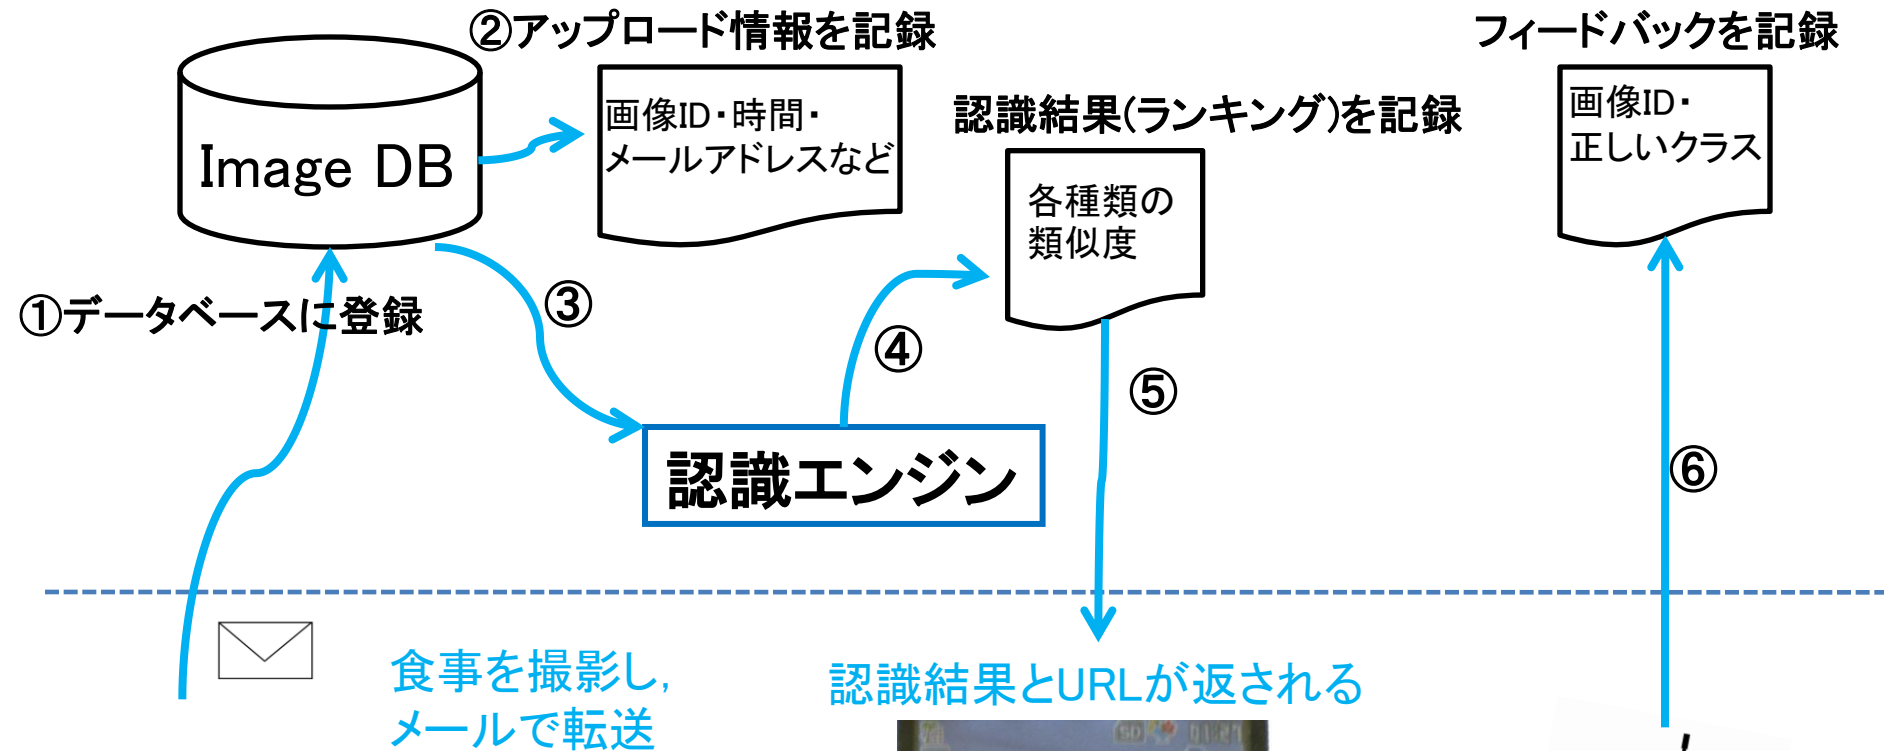 ②アップロード情報を記録
フィードバックを記録
Image DB
画像ID・時間・
メールアドレスなど
認識結果(ランキング)を記録
各種類の
類似度
画像ID・
正しいクラス
①データベースに登録
③
④
⑤
⑥
認識エンジン
食事を撮影し,
メールで転送
認識結果とURLが返される